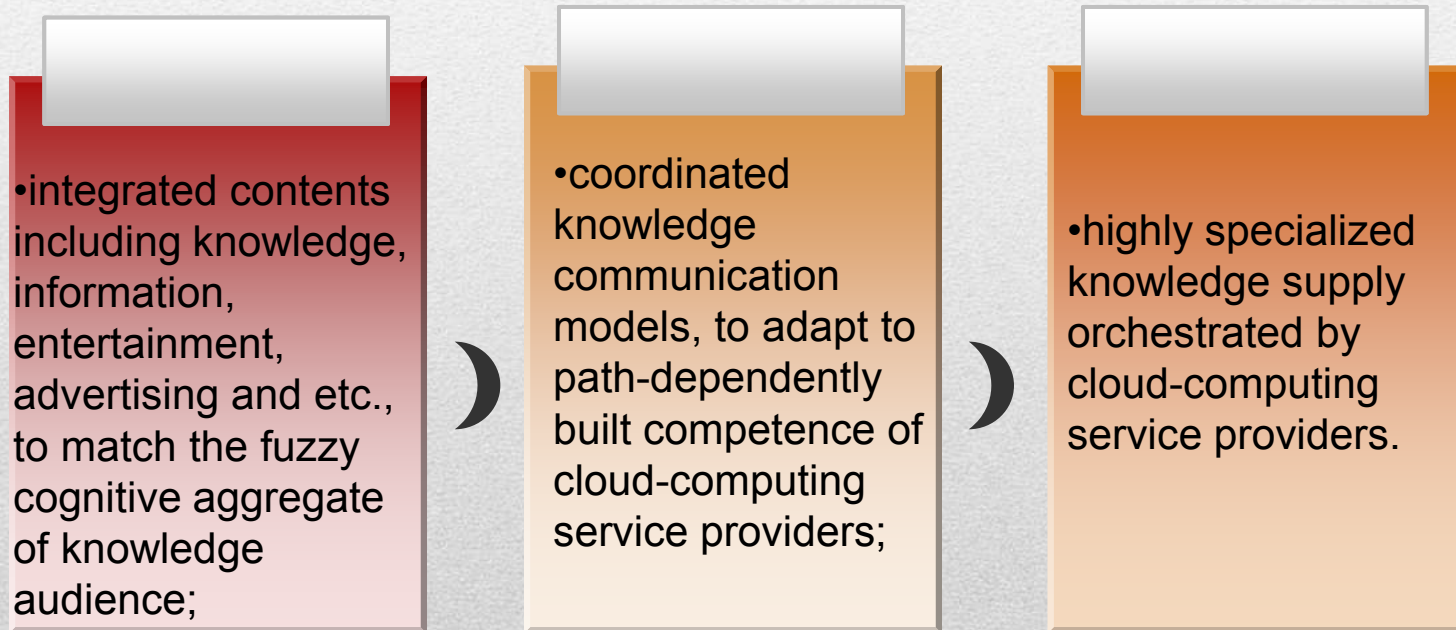 •integrated contents
including knowledge,
information,
entertainment,
advertising and etc.,
to match the fuzzy
cognitive aggregate
of knowledge
audience;
•coordinated
knowledge
communication
models, to adapt to
path-dependently
built competence of
cloud-computing
service providers;
•highly specialized
knowledge supply
orchestrated by
cloud-computing
service providers.